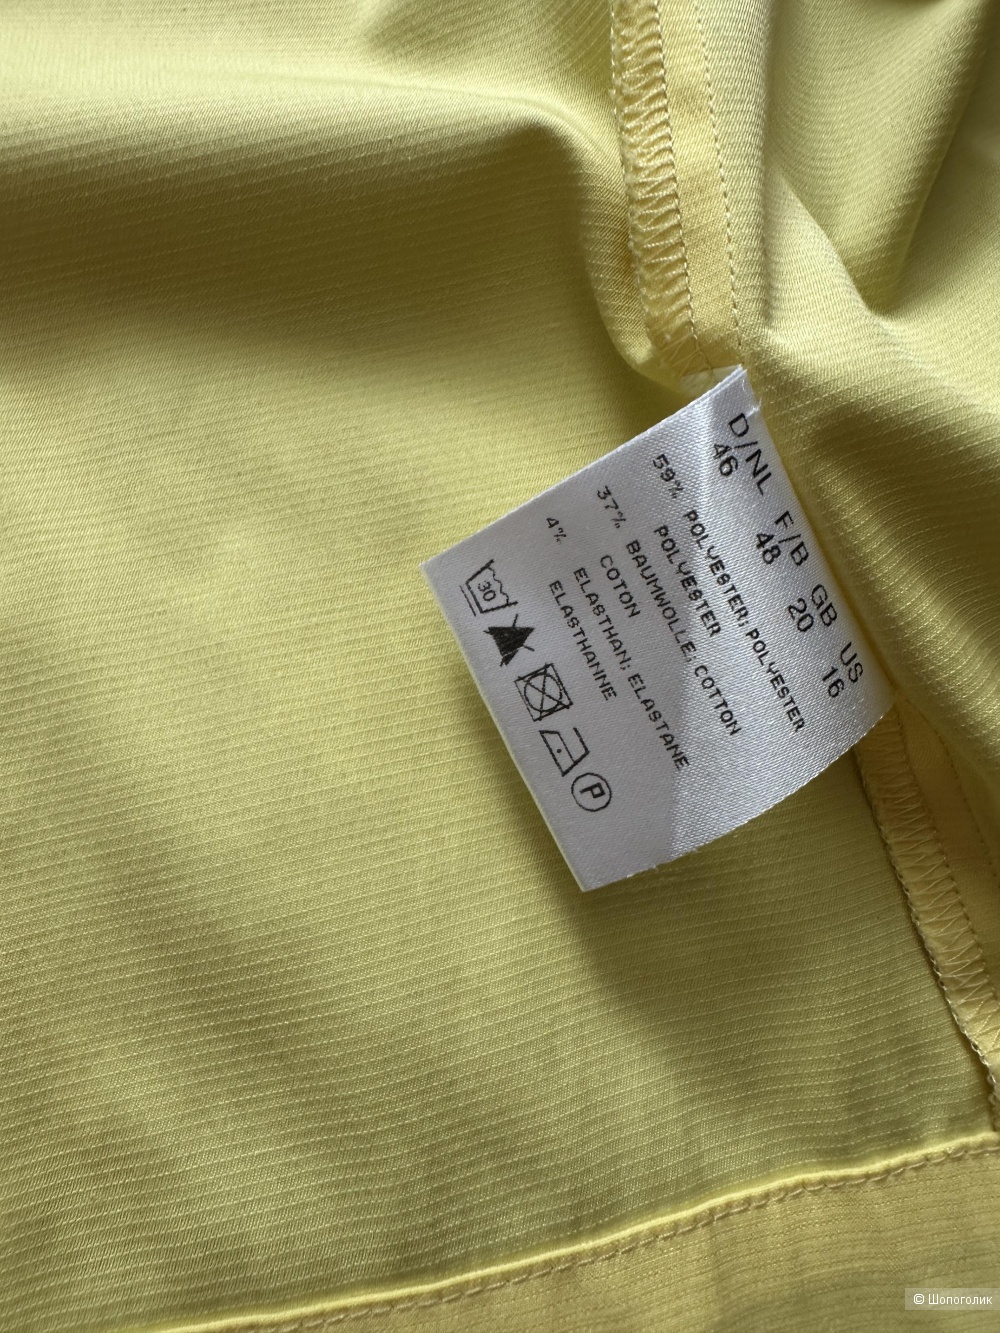 D/NL F/B GB US
46 48 20 16
59% POLYESTER; POLYESTER
POLYESTER
37% BAUMWOLLE; COTTON
COTON
4% ELASTHAN; ELASTANE
ELASTHANNE
30
P
© Шопоголик